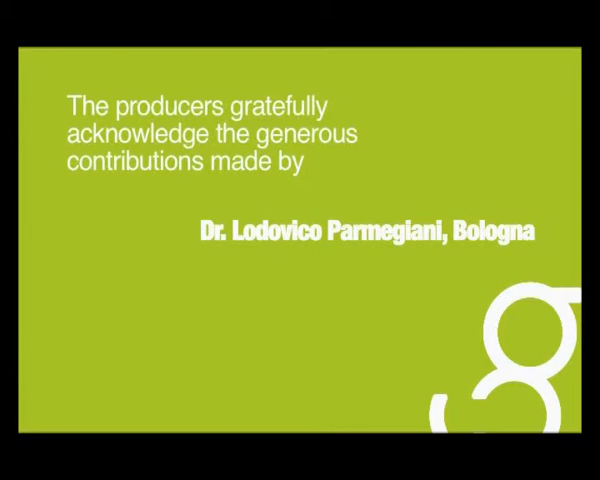 The producers gratefully
acknowledge the generous
contributions made by
Dr. Lodovico Parmegiani, Bologna